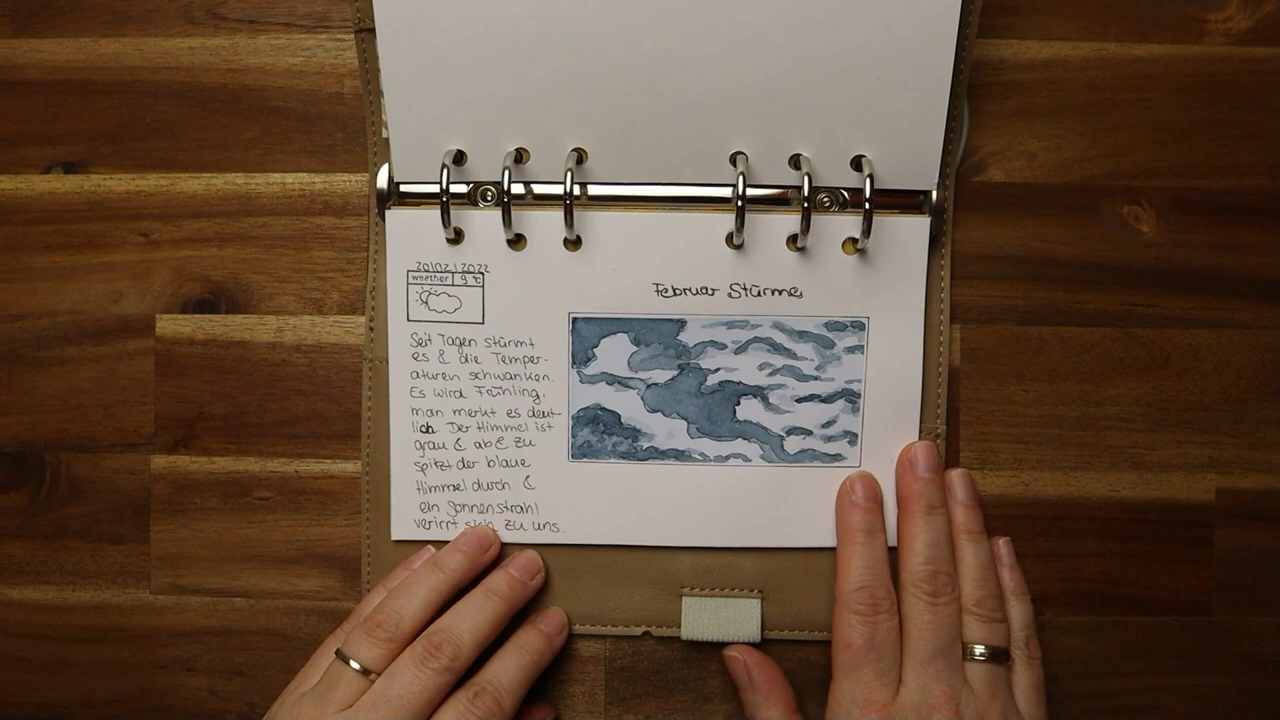 20|02|2022
weather 9 °C
Februar Stürme
Seit Tagen stürmt
es & die Temper-
aturen schwanken.
Es wird Frühling,
man merkt es deut-
lich. Der Himmel ist
grau & ab & zu
spitzt der blaue
Himmel durch &
ein Sonnenstrahl
verirrt sich zu uns.